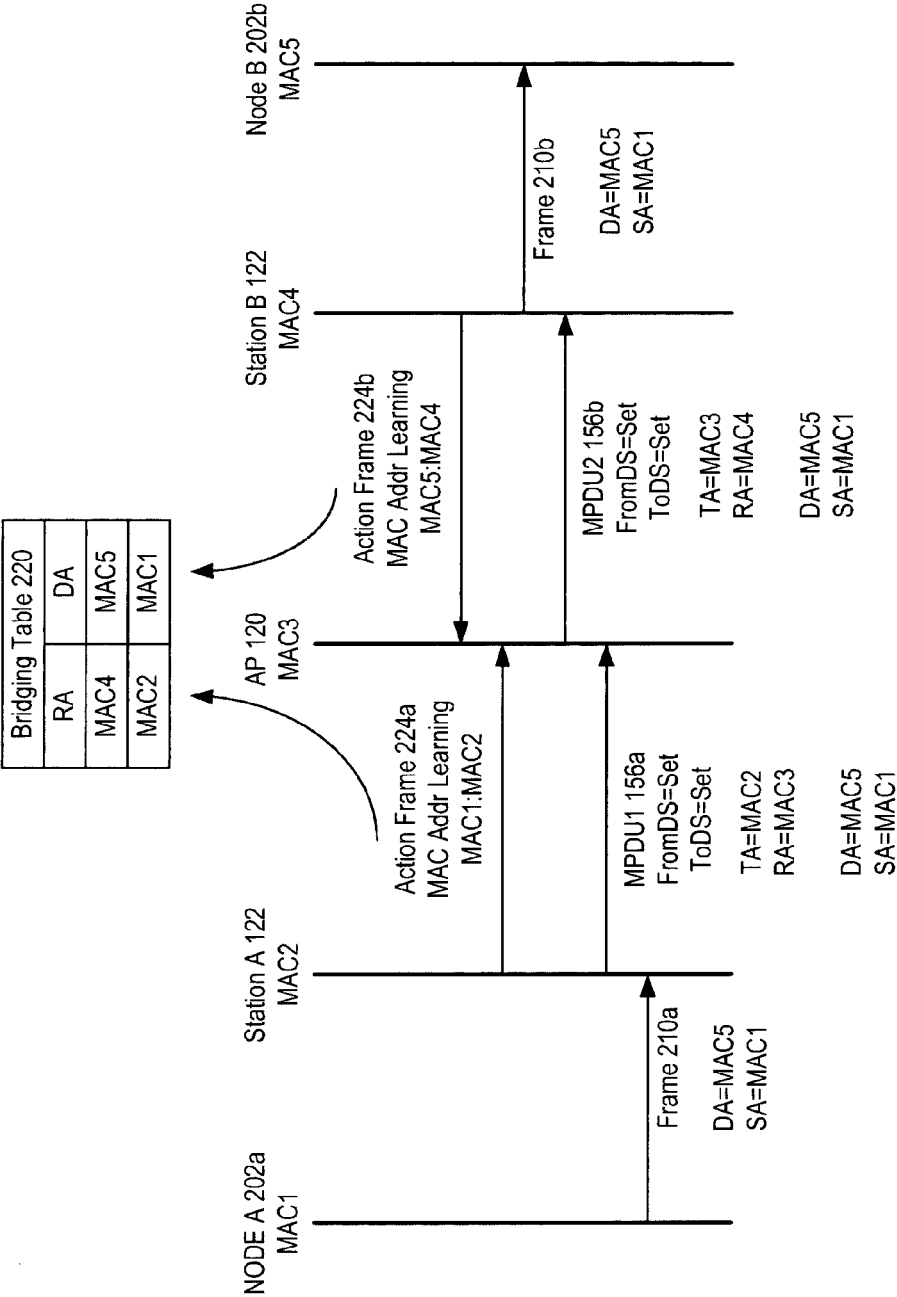 Bridging Table 220
RA DA
MAC4 MAC5
MAC2 MAC1
NODE A 202a
MAC1
Station A 122
MAC2
AP 120
MAC3
Station B 122
MAC4
Node B 202b
MAC5
Action Frame 224a
MAC Addr Learning
MAC1:MAC2
Action Frame 224b
MAC Addr Learning
MAC5:MAC4
Frame 210a
DA=MAC5
SA=MAC1
MPDU1 156a
FromDS=Set
ToDS=Set
TA=MAC2
RA=MAC3
DA=MAC5
SA=MAC1
MPDU2 156b
FromDS=Set
ToDS=Set
TA=MAC3
RA=MAC4
DA=MAC5
SA=MAC1
Frame 210b
DA=MAC5
SA=MAC1